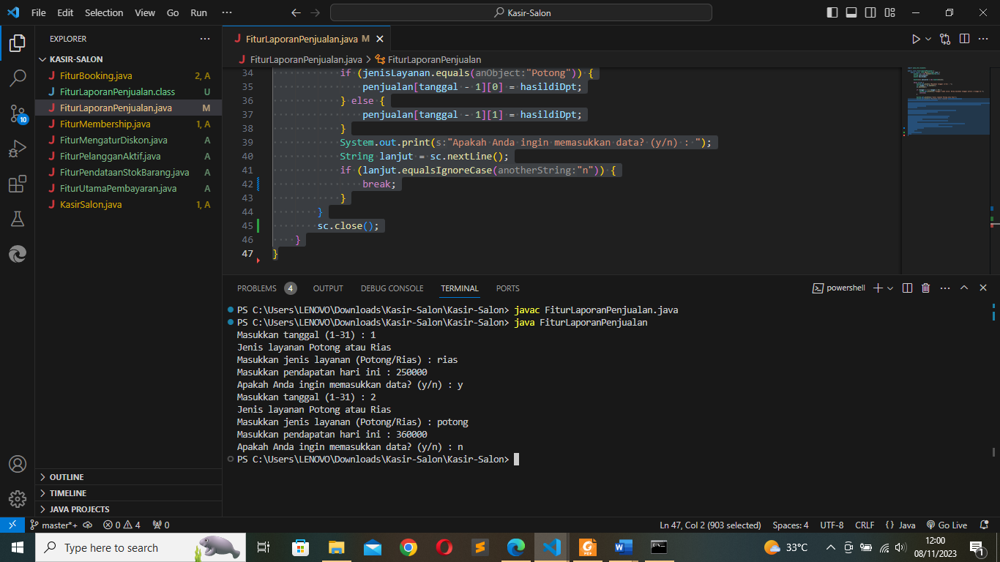 File Edit Selection View Go Run ···
Kasir-Salon
EXPLORER
KASIR-SALON
FiturBooking.java 2, A
FiturLaporanPenjualan.class U
FiturLaporanPenjualan.java M
FiturMembership.java 1, A
FiturMengaturDiskon.java A
FiturPelangganAktif.java A
FiturPendataanStokBarang.java A
FiturUtamaPembayaran.java A
KasirSalon.java 1, A
10
OUTLINE
TIMELINE
JAVA PROJECTS
FiturLaporanPenjualan.java M
FiturLaporanPenjualan.java > FiturLaporanPenjualan
34 if (jenisLayanan.equals(anObject:"Potong")) {
35 penjualan[tanggal - 1][0] = hasildiDpt;
36 } else {
37 penjualan[tanggal - 1][1] = hasildiDpt;
38 }
39 System.out.print(s:"Apakah Anda ingin memasukkan data? (y/n) : ");
40 String lanjut = sc.nextLine();
41 if (lanjut.equalsIgnoreCase(anotherString:"n")) {
42 break;
43 }
44 }
45 sc.close();
46 }
47 }
PROBLEMS 4 OUTPUT DEBUG CONSOLE TERMINAL PORTS
powershell
PS C:\Users\LENOVO\Downloads\Kasir-Salon\Kasir-Salon> javac FiturLaporanPenjualan.java
PS C:\Users\LENOVO\Downloads\Kasir-Salon\Kasir-Salon> java FiturLaporanPenjualan
Masukkan tanggal (1-31) : 1
Jenis layanan Potong atau Rias
Masukkan jenis layanan (Potong/Rias) : rias
Masukkan pendapatan hari ini : 250000
Apakah Anda ingin memasukkan data? (y/n) : y
Masukkan tanggal (1-31) : 2
Jenis layanan Potong atau Rias
Masukkan jenis layanan (Potong/Rias) : potong
Masukkan pendapatan hari ini : 360000
Apakah Anda ingin memasukkan data? (y/n) : n
PS C:\Users\LENOVO\Downloads\Kasir-Salon\Kasir-Salon>
master*+ 0 4 0
Ln 47, Col 2 (903 selected) Spaces: 4 UTF-8 CRLF {} Java Go Live
Type here to search
33°C
12:00
08/11/2023
1